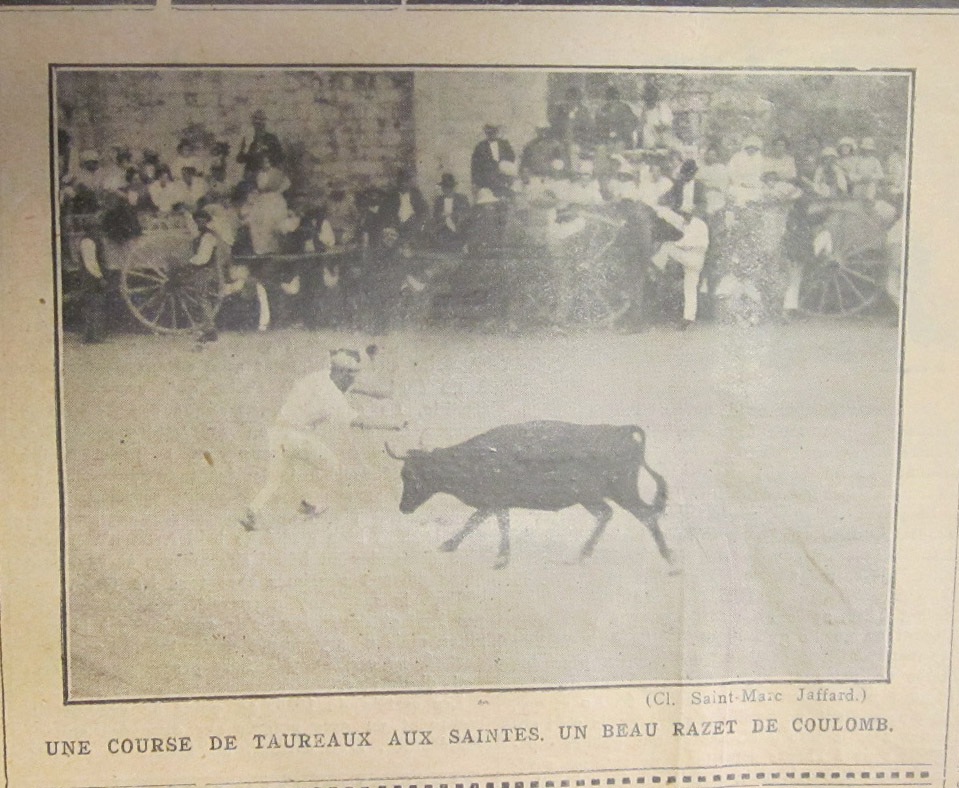 (Cl. Saint-Marc Jaffard.)
UNE COURSE DE TAUREAUX AUX SAINTES. UN BEAU RAZET DE COULOMB.